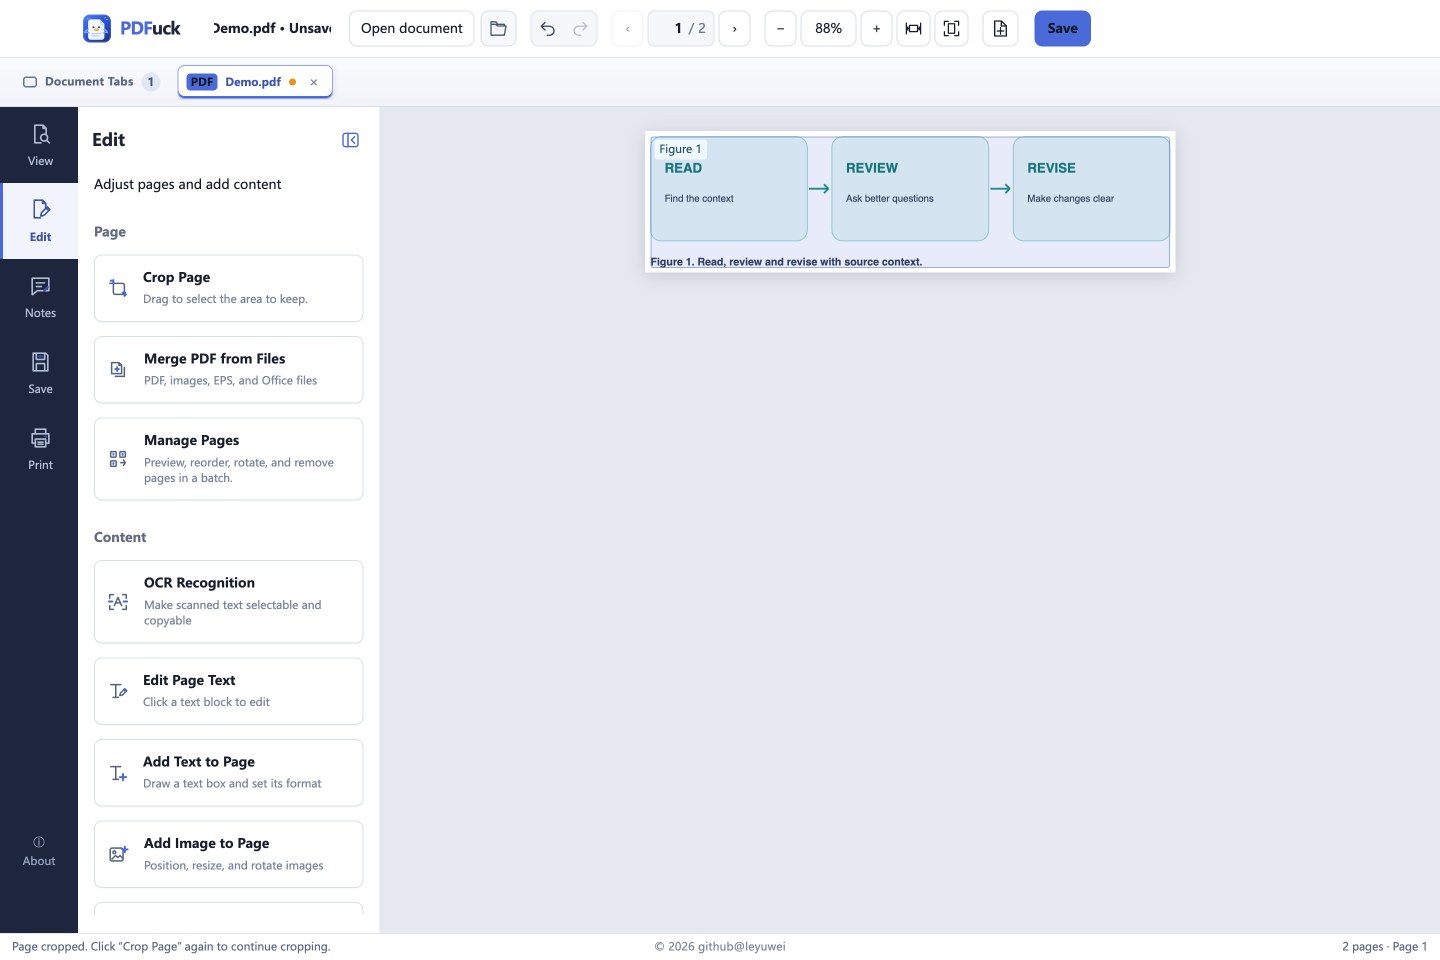 PDFuck
Demo.pdf • Unsav
Open document
1 / 2
88%
Save
Document Tabs 1
PDF Demo.pdf
View
Edit
Notes
Save
Print
About
Edit
Adjust pages and add content
Page
Crop Page
Drag to select the area to keep.
Merge PDF from Files
PDF, images, EPS, and Office files
Manage Pages
Preview, reorder, rotate, and remove
pages in a batch.
Content
OCR Recognition
Make scanned text selectable and
copyable
Edit Page Text
Click a text block to edit
Add Text to Page
Draw a text box and set its format
Add Image to Page
Position, resize, and rotate images
Figure 1
READ
Find the context
REVIEW
Ask better questions
REVISE
Make changes clear
Figure 1. Read, review and revise with source context.
Page cropped. Click “Crop Page” again to continue cropping.
© 2026 github@leyuwei
2 pages · Page 1